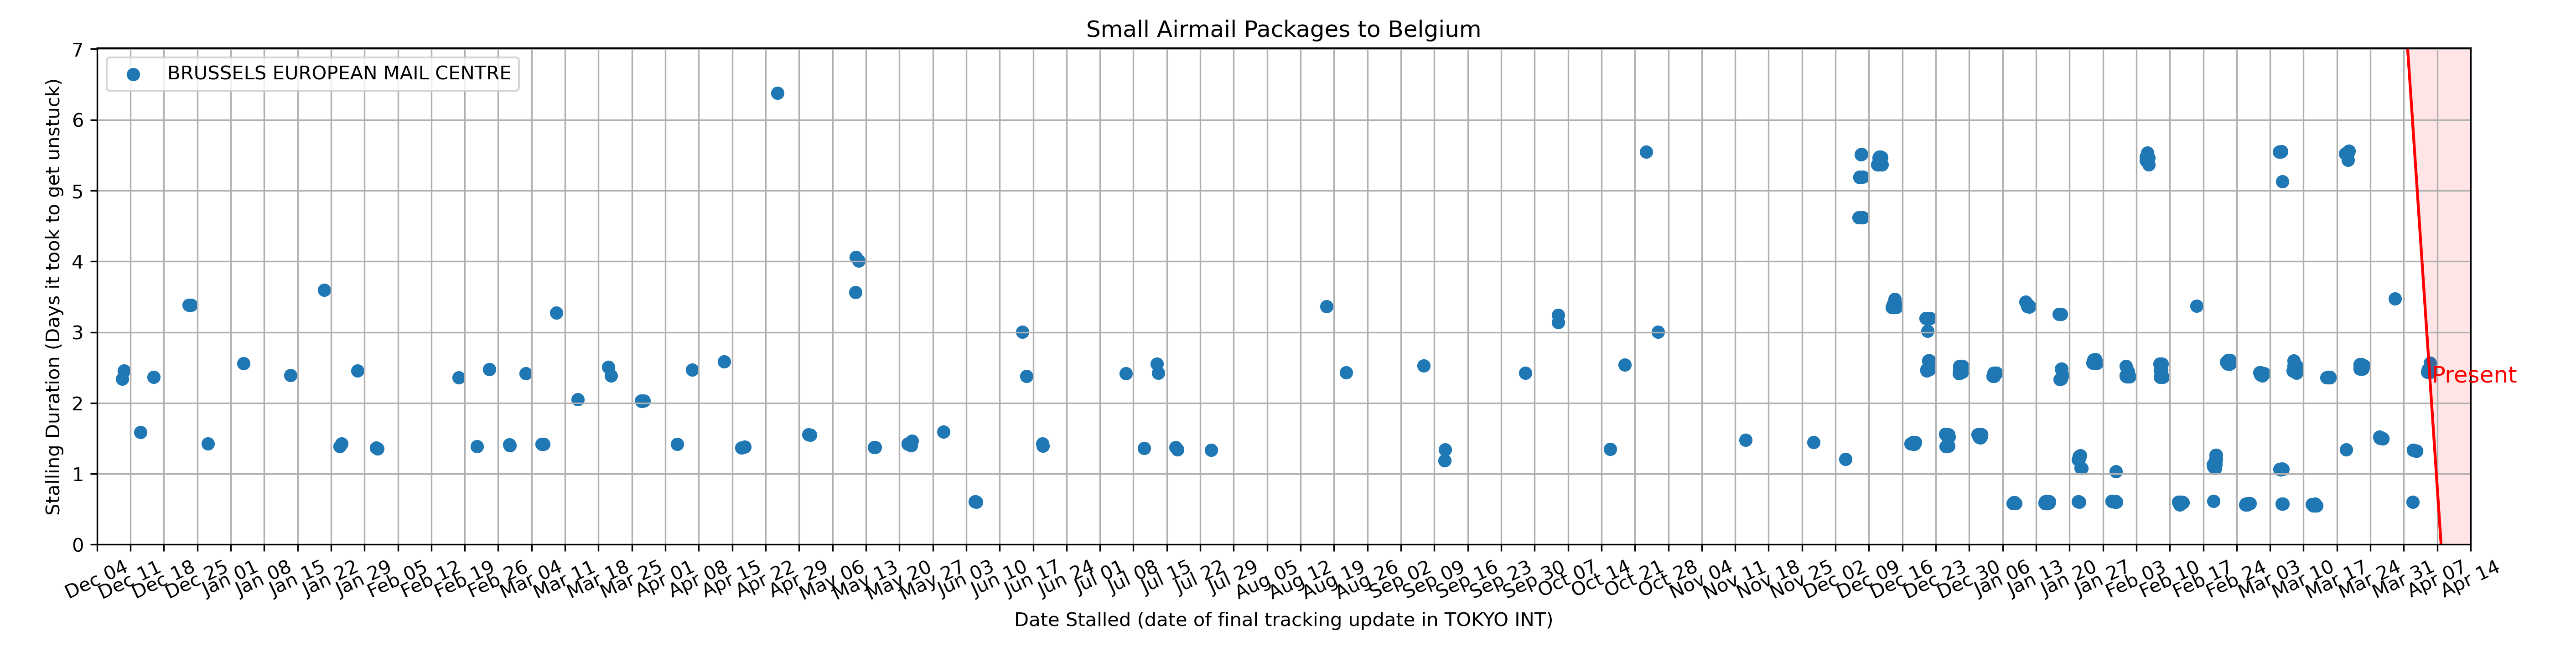 Small Airmail Packages to Belgium
BRUSSELS EUROPEAN MAIL CENTRE
Stalling Duration (Days it took to get unstuck)
7
6
5
4
3
2
1
0
Present
Dec 04 Dec 11 Dec 18 Dec 25 Jan 01 Jan 08 Jan 15 Jan 22 Jan 29 Feb 05 Feb 12 Feb 19 Feb 26 Mar 04 Mar 11 Mar 18 Mar 25 Apr 01 Apr 08 Apr 15 Apr 22 Apr 29 May 06 May 13 May 20 May 27 Jun 03 Jun 10 Jun 17 Jun 24 Jul 01 Jul 08 Jul 15 Jul 22 Jul 29 Aug 05 Aug 12 Aug 19 Aug 26 Sep 02 Sep 09 Sep 16 Sep 23 Sep 30 Oct 07 Oct 14 Oct 21 Oct 28 Nov 04 Nov 11 Nov 18 Nov 25 Dec 02 Dec 09 Dec 16 Dec 23 Dec 30 Jan 06 Jan 13 Jan 20 Jan 27 Feb 03 Feb 10 Feb 17 Feb 24 Mar 03 Mar 10 Mar 17 Mar 24 Mar 31 Apr 07 Apr 14
Date Stalled (date of final tracking update in TOKYO INT)